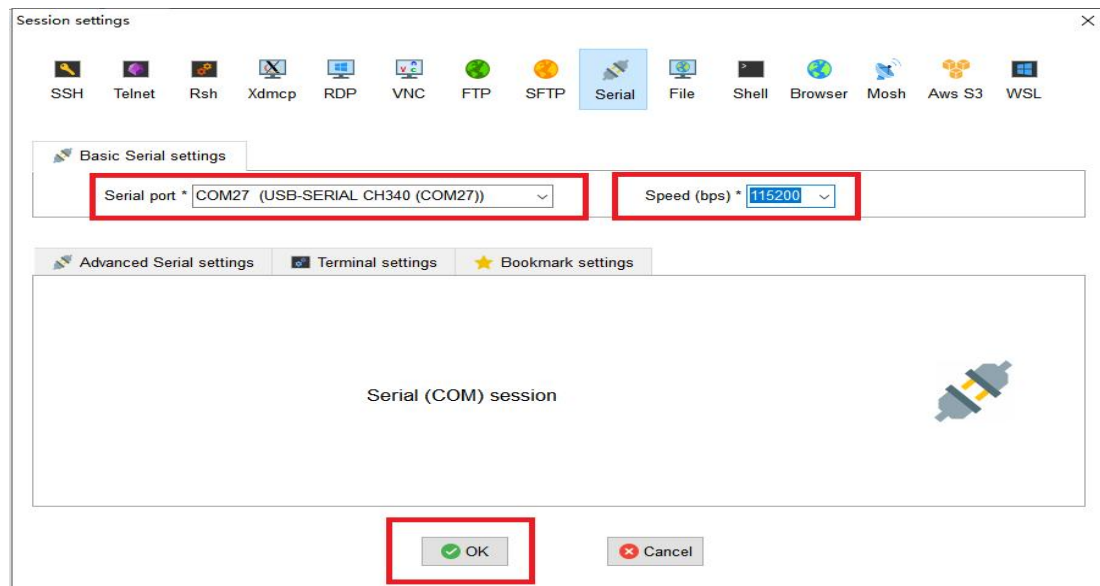 Session settings
SSH Telnet Rsh Xdmcp RDP VNC FTP SFTP Serial File Shell Browser Mosh Aws S3 WSL
Basic Serial settings
Serial port * COM27 (USB-SERIAL CH340 (COM27)) Speed (bps) * 115200
Advanced Serial settings Terminal settings Bookmark settings
Serial (COM) session
OK Cancel